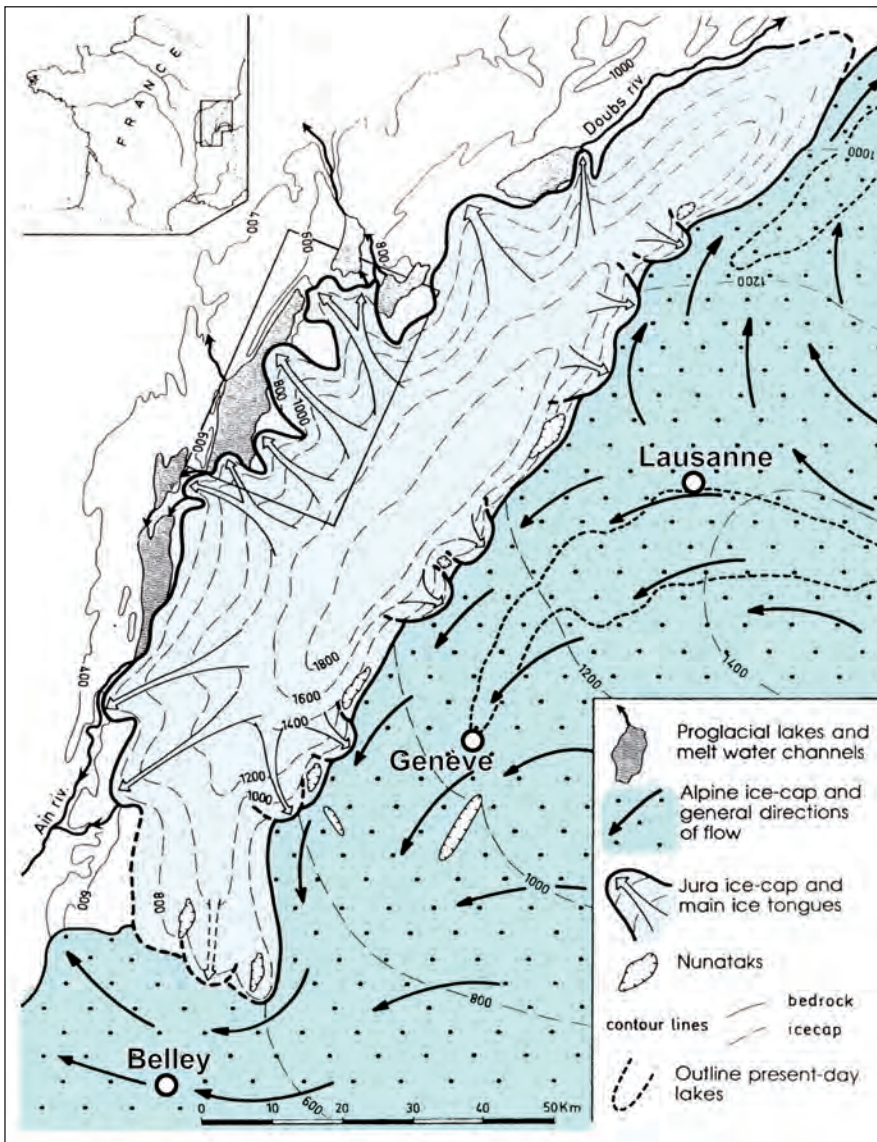 FRANCE
Doubs riv
1000
400
600
800
1000
1200
800
1000
600
Lausanne
1400
1200
400
1800
1600
1400
Genève
1200
1000
Ain riv.
1000
800
600
800
Belley
600
0 10 20 30 40 50 Km
Proglacial lakes and
melt water channels
Alpine ice-cap and
general directions
of flow
Jura ice-cap and
main ice tongues
Nunataks
bedrock
contour lines
icecap
Outline present-day
lakes